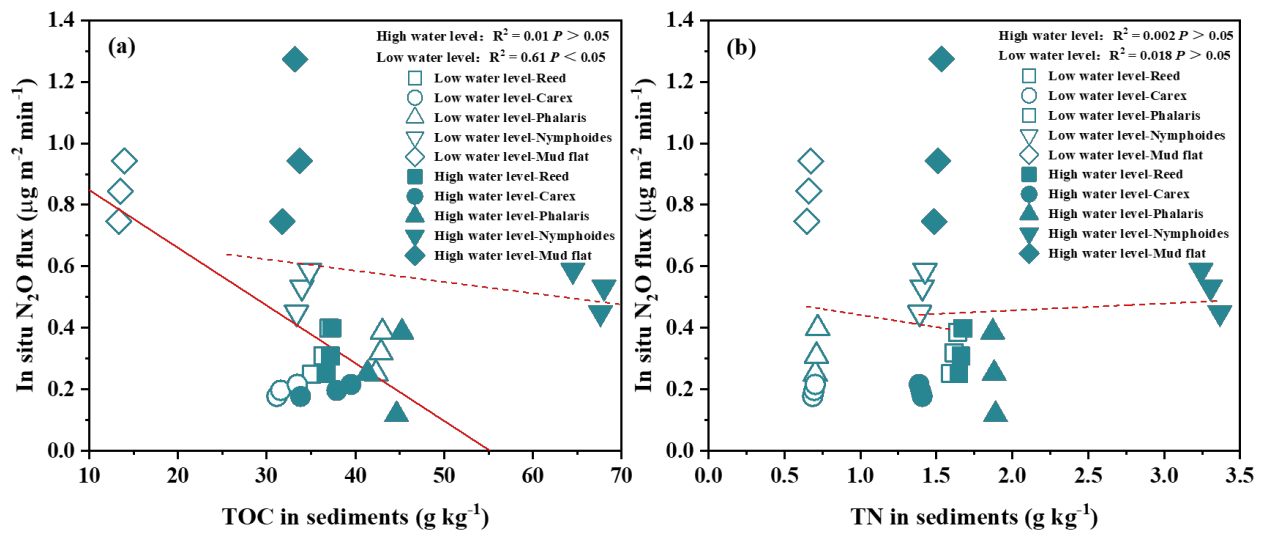 (a)
High water level：R² = 0.01 P > 0.05
Low water level：R² = 0.61 P < 0.05
Low water level-Reed
Low water level-Carex
Low water level-Phalaris
Low water level-Nymphoides
Low water level-Mud flat
High water level-Reed
High water level-Carex
High water level-Phalaris
High water level-Nymphoides
High water level-Mud flat
In situ N₂O flux (μg m⁻² min⁻¹)
1.4
1.2
1.0
0.8
0.6
0.4
0.2
0.0
10 20 30 40 50 60 70
TOC in sediments (g kg⁻¹)
(b)
High water level：R² = 0.002 P > 0.05
Low water level：R² = 0.018 P > 0.05
Low water level-Reed
Low water level-Carex
Low water level-Phalaris
Low water level-Nymphoides
Low water level-Mud flat
High water level-Reed
High water level-Carex
High water level-Phalaris
High water level-Nymphoides
High water level-Mud flat
In situ N₂O flux (μg m⁻² min⁻¹)
1.4
1.2
1.0
0.8
0.6
0.4
0.2
0.0
0.0 0.5 1.0 1.5 2.0 2.5 3.0 3.5
TN in sediments (g kg⁻¹)